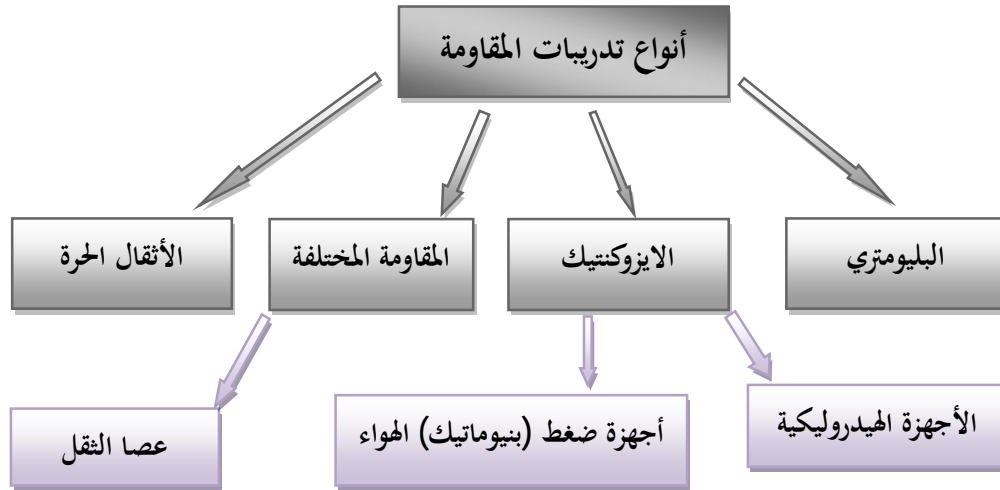 أنواع تدريبات المقاومة
البليومتري
الايزوكنتيك
المقاومة المختلفة
الأثقال الحرة
الأجهزة الهيدروليكية
أجهزة ضغط (بنيوماتيك) الهواء
عصا الثقل